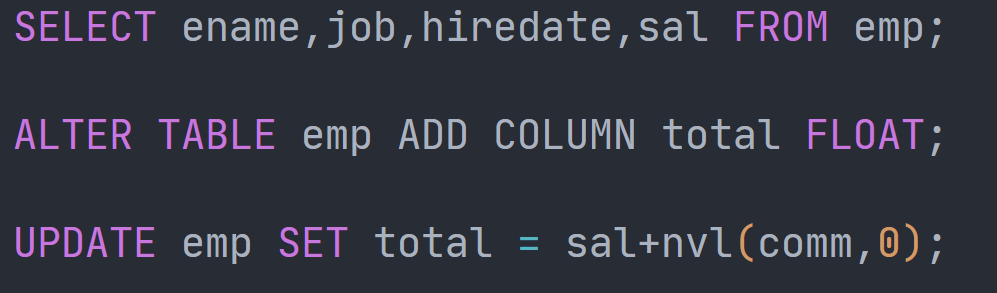 SELECT ename,job,hiredate,sal FROM emp;
ALTER TABLE emp ADD COLUMN total FLOAT;
UPDATE emp SET total = sal+nvl(comm,0);